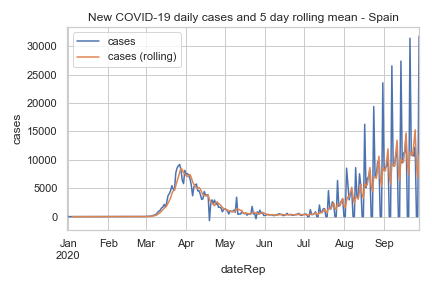 New COVID-19 daily cases and 5 day rolling mean - Spain
cases
cases (rolling)
30000
25000
20000
15000
10000
5000
0
cases
Jan Feb Mar Apr May Jun Jul Aug Sep
2020
dateRep